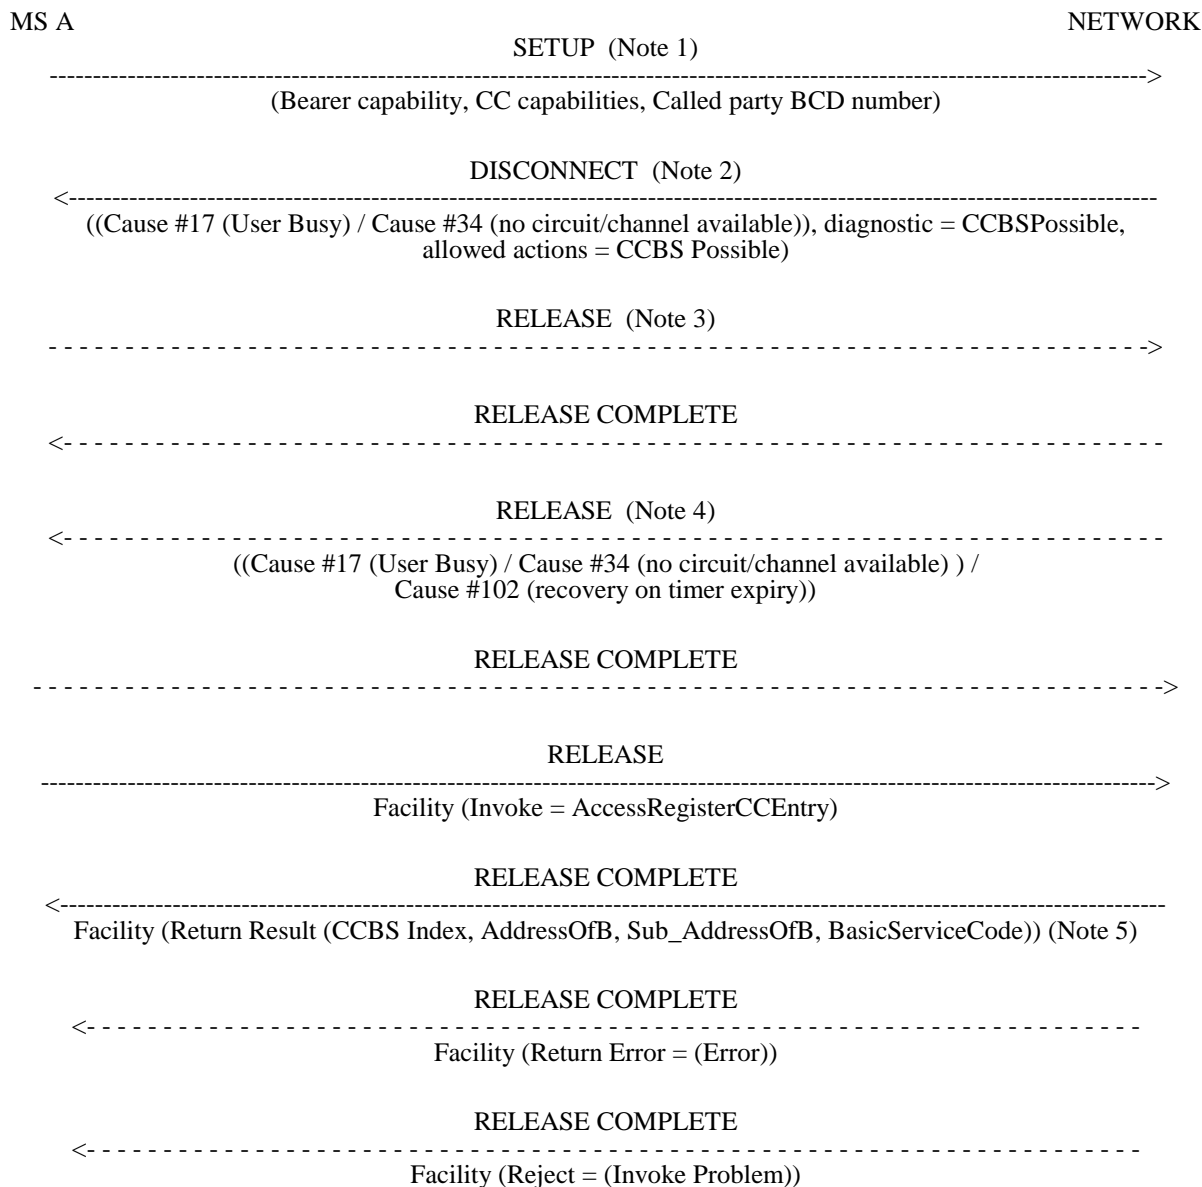 MS A NETWORK
SETUP (Note 1)
-------------------------------------------------------------------------------------------------------------------------------->
(Bearer capability, CC capabilities, Called party BCD number)
DISCONNECT (Note 2)
<--------------------------------------------------------------------------------------------------------------------------------
((Cause #17 (User Busy) / Cause #34 (no circuit/channel available)), diagnostic = CCBSPossible,
allowed actions = CCBS Possible)
RELEASE (Note 3)
- - - - - - - - - - - - - - - - - - - - - - - - - - - - - - - - - - - - - - - - - - - - - - - - - - - - - - - - - - - - - - - - - - - - - - - - ->
RELEASE COMPLETE
<- - - - - - - - - - - - - - - - - - - - - - - - - - - - - - - - - - - - - - - - - - - - - - - - - - - - - - - - - - - - - - - - - - - - - - - - -
RELEASE (Note 4)
<- - - - - - - - - - - - - - - - - - - - - - - - - - - - - - - - - - - - - - - - - - - - - - - - - - - - - - - - - - - - - - - - - - - - - - - - -
((Cause #17 (User Busy) / Cause #34 (no circuit/channel available) ) /
Cause #102 (recovery on timer expiry))
RELEASE COMPLETE
- - - - - - - - - - - - - - - - - - - - - - - - - - - - - - - - - - - - - - - - - - - - - - - - - - - - - - - - - - - - - - - - - - - - - - - - - ->
RELEASE
---------------------------------------------------------------------------------------------------------------------------------->
Facility (Invoke = AccessRegisterCCEntry)
RELEASE COMPLETE
<---------------------------------------------------------------------------------------------------------------------------------
Facility (Return Result (CCBS Index, AddressOfB, Sub_AddressOfB, BasicServiceCode)) (Note 5)
RELEASE COMPLETE
<- - - - - - - - - - - - - - - - - - - - - - - - - - - - - - - - - - - - - - - - - - - - - - - - - - - - - - - - - - - - - - - - - - - - - -
Facility (Return Error = (Error))
RELEASE COMPLETE
<- - - - - - - - - - - - - - - - - - - - - - - - - - - - - - - - - - - - - - - - - - - - - - - - - - - - - - - - - - - - - - - - - - - - - -
Facility (Reject = (Invoke Problem))